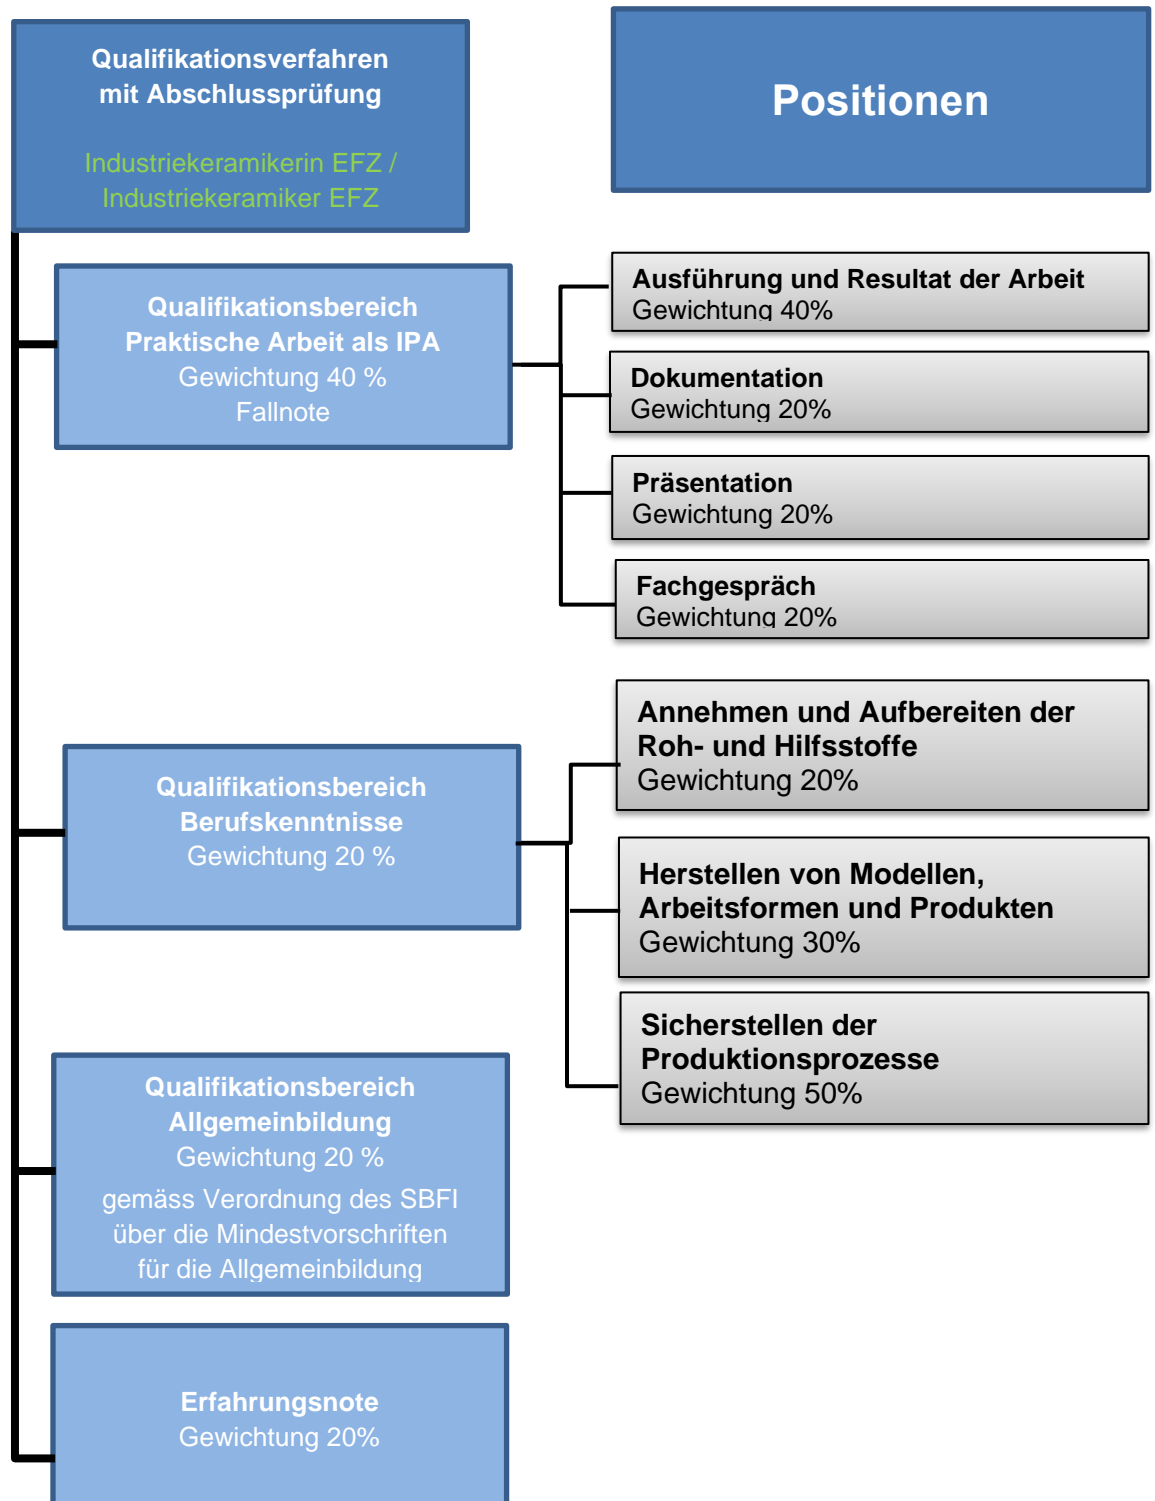 Qualifikationsverfahren
mit Abschlussprüfung
Industriekeramikerin EFZ /
Industriekeramiker EFZ
Positionen
Qualifikationsbereich
Praktische Arbeit als IPA
Gewichtung 40 %
Fallnote
Ausführung und Resultat der Arbeit
Gewichtung 40%
Dokumentation
Gewichtung 20%
Präsentation
Gewichtung 20%
Fachgespräch
Gewichtung 20%
Qualifikationsbereich
Berufskenntnisse
Gewichtung 20 %
Annehmen und Aufbereiten der
Roh- und Hilfsstoffe
Gewichtung 20%
Herstellen von Modellen,
Arbeitsformen und Produkten
Gewichtung 30%
Sicherstellen der
Produktionsprozesse
Gewichtung 50%
Qualifikationsbereich
Allgemeinbildung
Gewichtung 20 %
gemäss Verordnung des SBFI
über die Mindestvorschriften
für die Allgemeinbildung
Erfahrungsnote
Gewichtung 20%